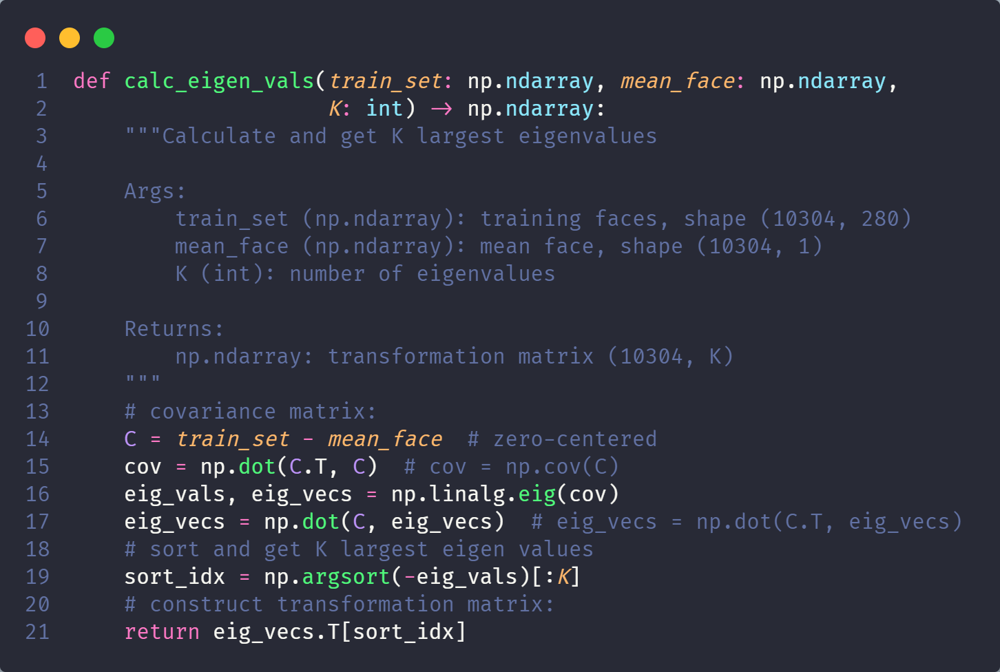 1 def calc_eigen_vals(train_set: np.ndarray, mean_face: np.ndarray,
2                     K: int) → np.ndarray:
3     """Calculate and get K largest eigenvalues
4
5     Args:
6         train_set (np.ndarray): training faces, shape (10304, 280)
7         mean_face (np.ndarray): mean face, shape (10304, 1)
8         K (int): number of eigenvalues
9
10     Returns:
11         np.ndarray: transformation matrix (10304, K)
12     """
13     # covariance matrix:
14     C = train_set - mean_face  # zero-centered
15     cov = np.dot(C.T, C)  # cov = np.cov(C)
16     eig_vals, eig_vecs = np.linalg.eig(cov)
17     eig_vecs = np.dot(C, eig_vecs)  # eig_vecs = np.dot(C.T, eig_vecs)
18     # sort and get K largest eigen values
19     sort_idx = np.argsort(-eig_vals)[:K]
20     # construct transformation matrix:
21     return eig_vecs.T[sort_idx]